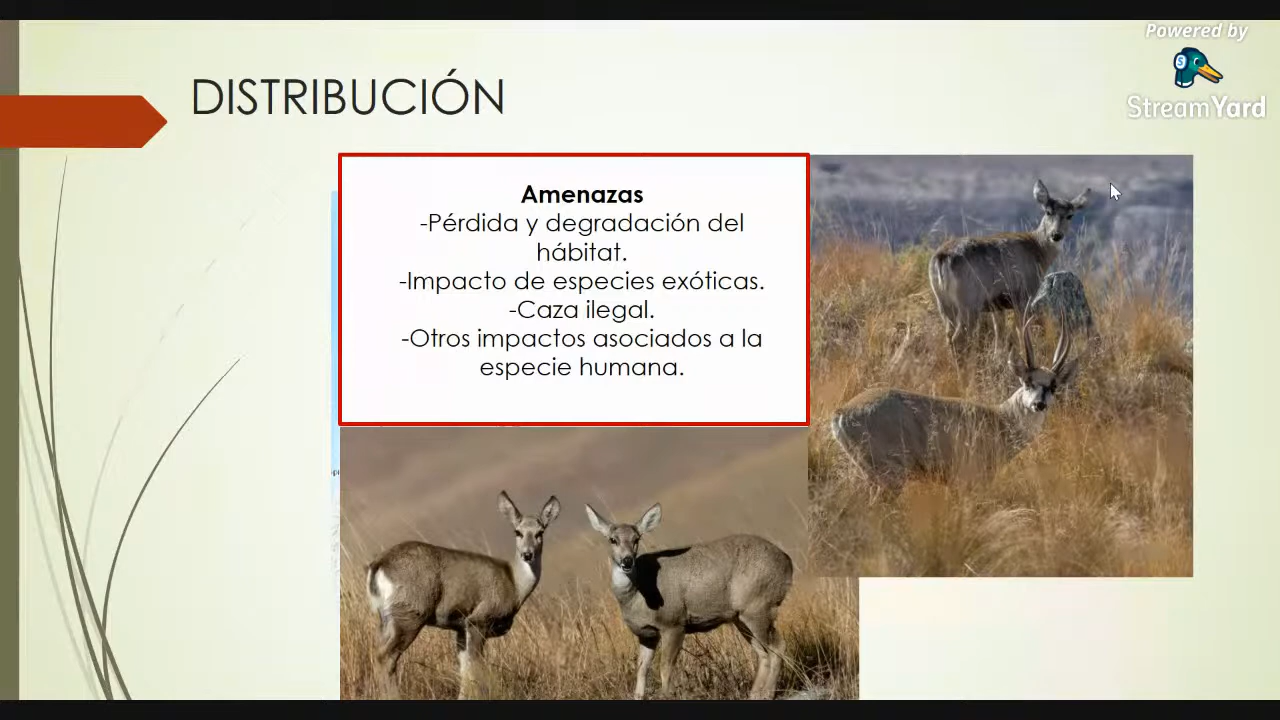 Powered by
StreamYard
DISTRIBUCIÓN
Amenazas
-Pérdida y degradación del
hábitat.
-Impacto de especies exóticas.
-Caza ilegal.
-Otros impactos asociados a la
especie humana.